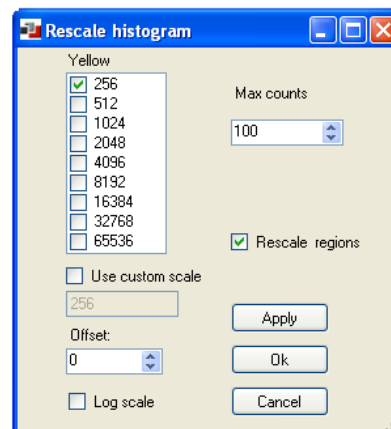 Rescale histogram
Yellow
256
512
1024
2048
4096
8192
16384
32768
65536
Max counts
100
Rescale regions
Use custom scale
256
Offset:
0
Log scale
Apply
Ok
Cancel